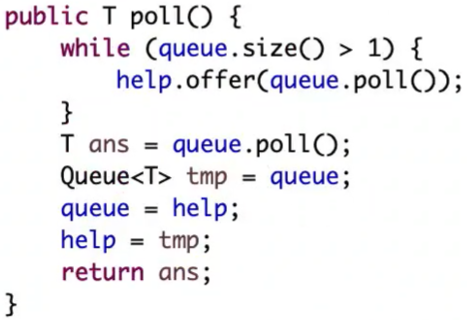 public T poll() {
    while (queue.size() > 1) {
        help.offer(queue.poll());
    }
    T ans = queue.poll();
    Queue<T> tmp = queue;
    queue = help;
    help = tmp;
    return ans;
}